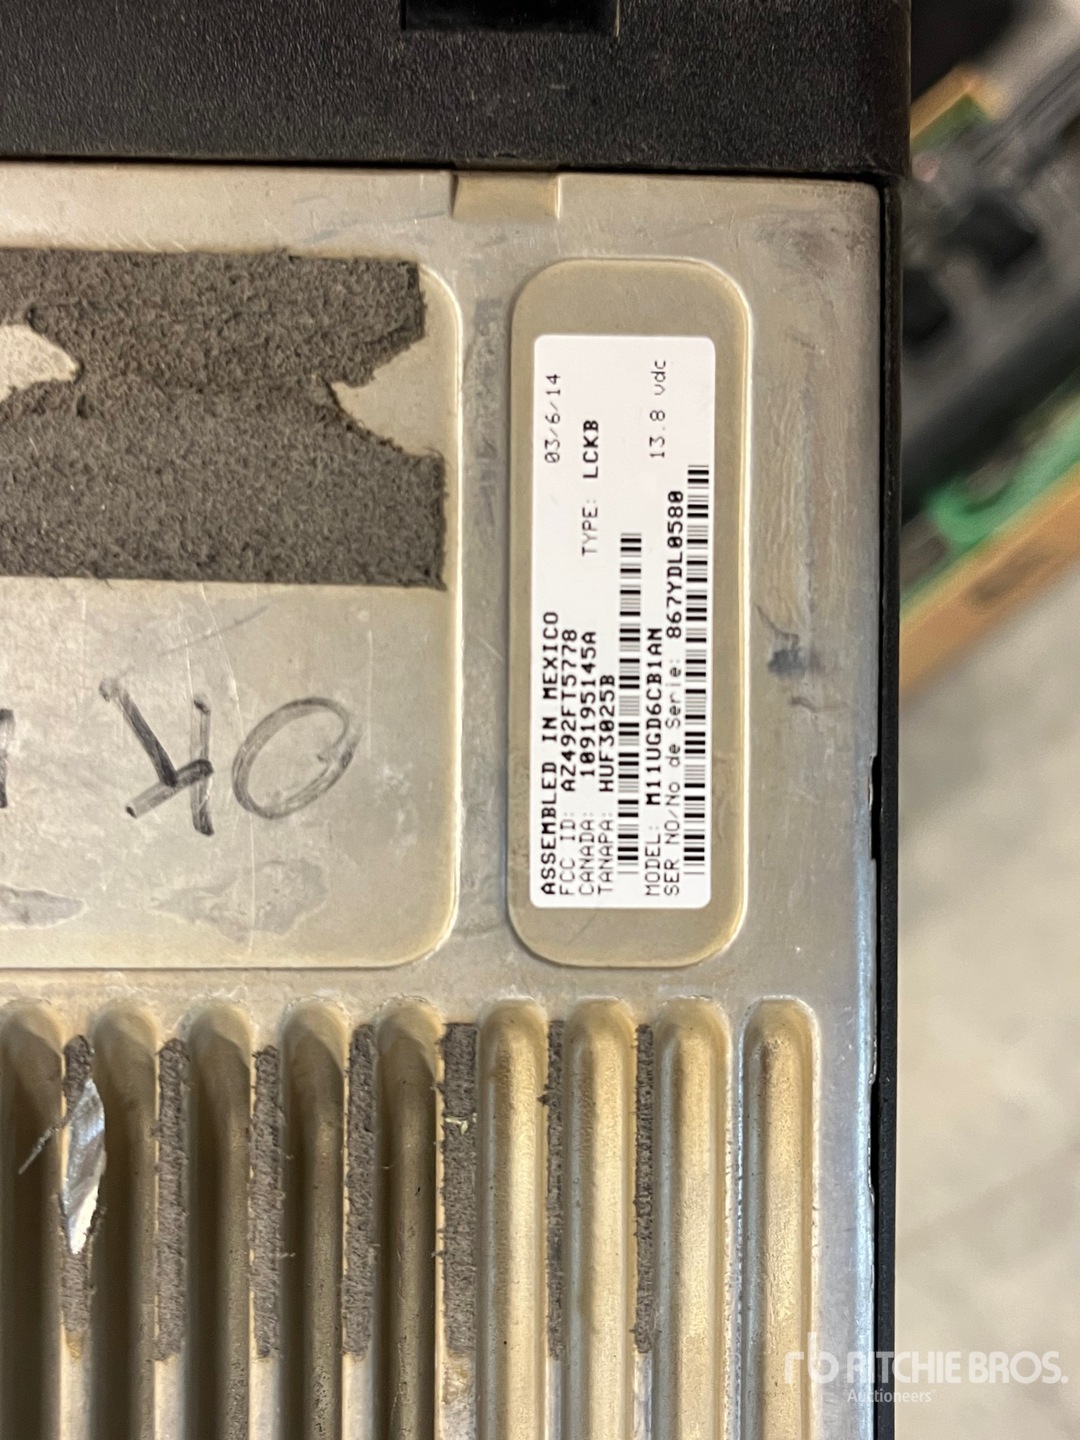 ASSEMBLED IN MEXICO 03/6/14
FCC ID: AZ492FT5778
CANADA: 109195145A TYPE: LCKB
TANAPA: HUF3025B
MODEL: M11UGD6CB1AN 13.8 vdc
SER NO/No de Serie: 867YDL0580
OK
rb RITCHIE BROS.
Auctioneers